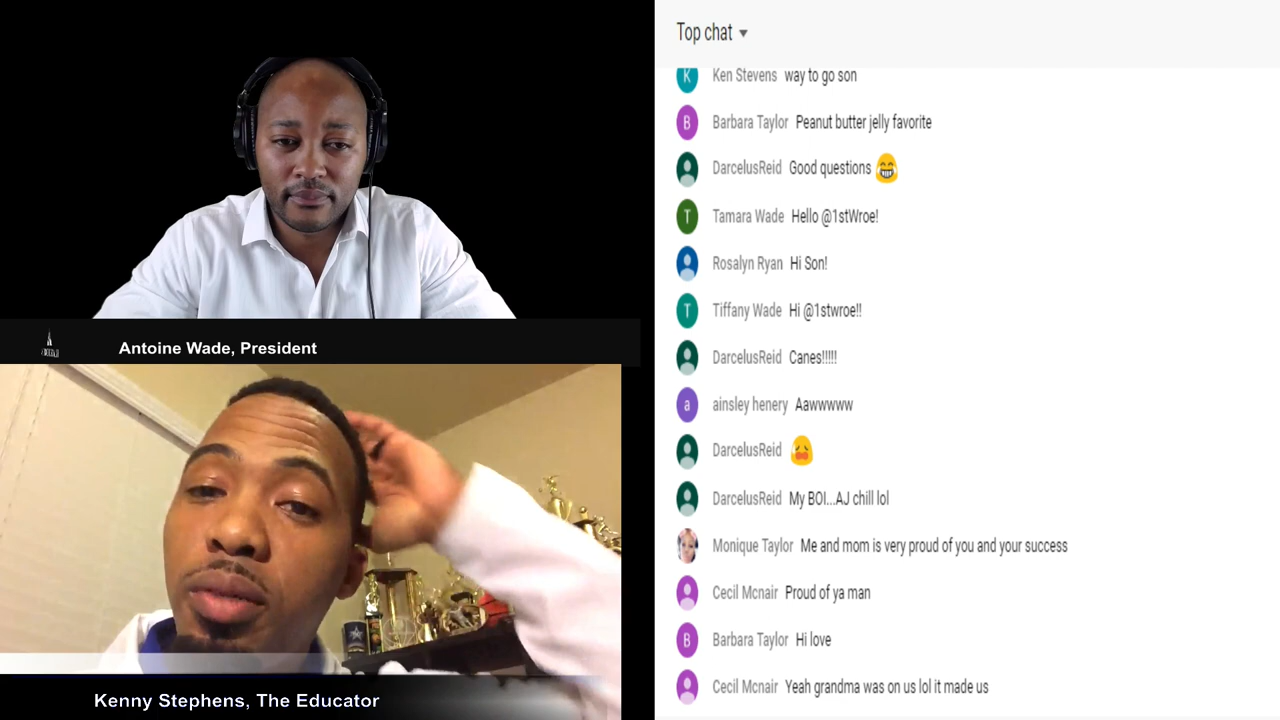 Antoine Wade, President
Kenny Stephens, The Educator
Top chat
K Ken Stevens way to go son
B Barbara Taylor Peanut butter jelly favorite
DarcelusReid Good questions 😂
T Tamara Wade Hello @1stWroe!
Rosalyn Ryan Hi Son!
T Tiffany Wade Hi @1stwroe!!
DarcelusReid Canes!!!!!
a ainsley henery Aawwwww
DarcelusReid 😩
DarcelusReid My BOI...AJ chill lol
Monique Taylor Me and mom is very proud of you and your success
Cecil Mcnair Proud of ya man
B Barbara Taylor Hi love
Cecil Mcnair Yeah grandma was on us lol it made us